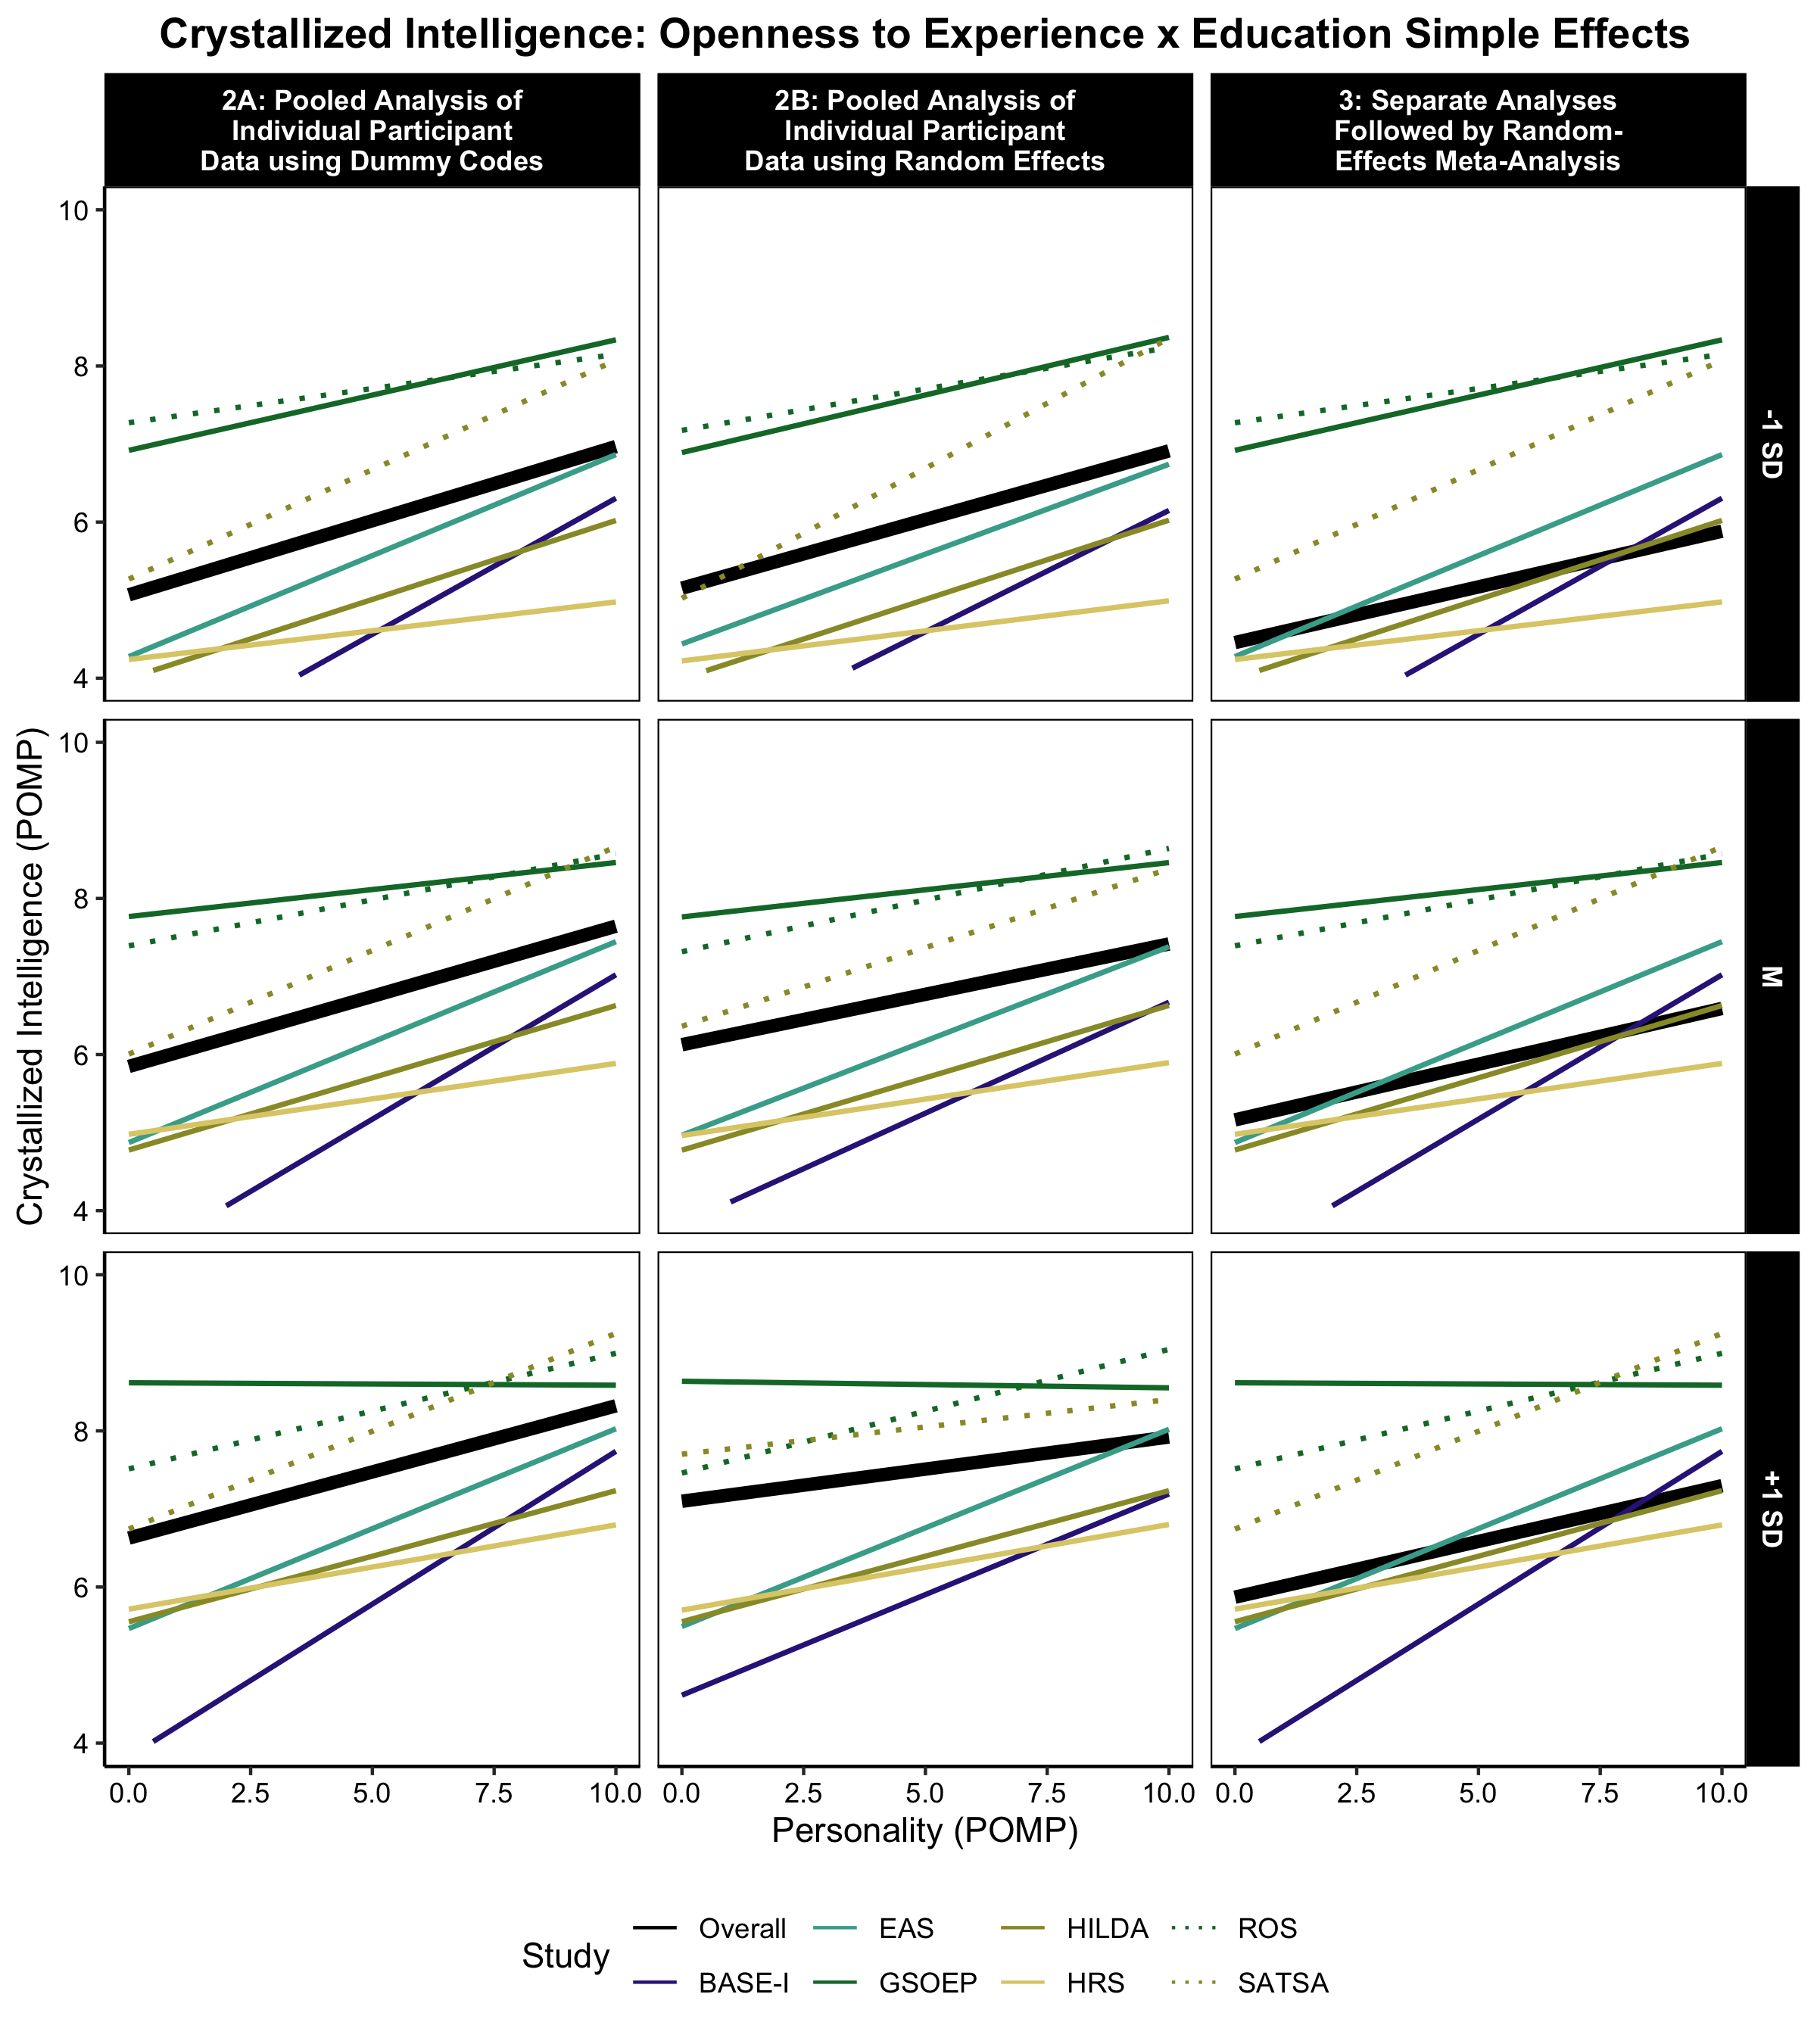 Crystallized Intelligence: Openness to Experience x Education Simple Effects
2A: Pooled Analysis of
Individual Participant
Data using Dummy Codes
2B: Pooled Analysis of
Individual Participant
Data using Random Effects
3: Separate Analyses
Followed by Random-
Effects Meta-Analysis
Crystallized Intelligence (POMP)
10
8
6
4
-1 SD
10
8
6
4
M
10
8
6
4
+1 SD
0.0 2.5 5.0 7.5 10.0
0.0 2.5 5.0 7.5 10.0
0.0 2.5 5.0 7.5 10.0
Personality (POMP)
Study
Overall EAS HILDA ROS
BASE-I GSOEP HRS SATSA